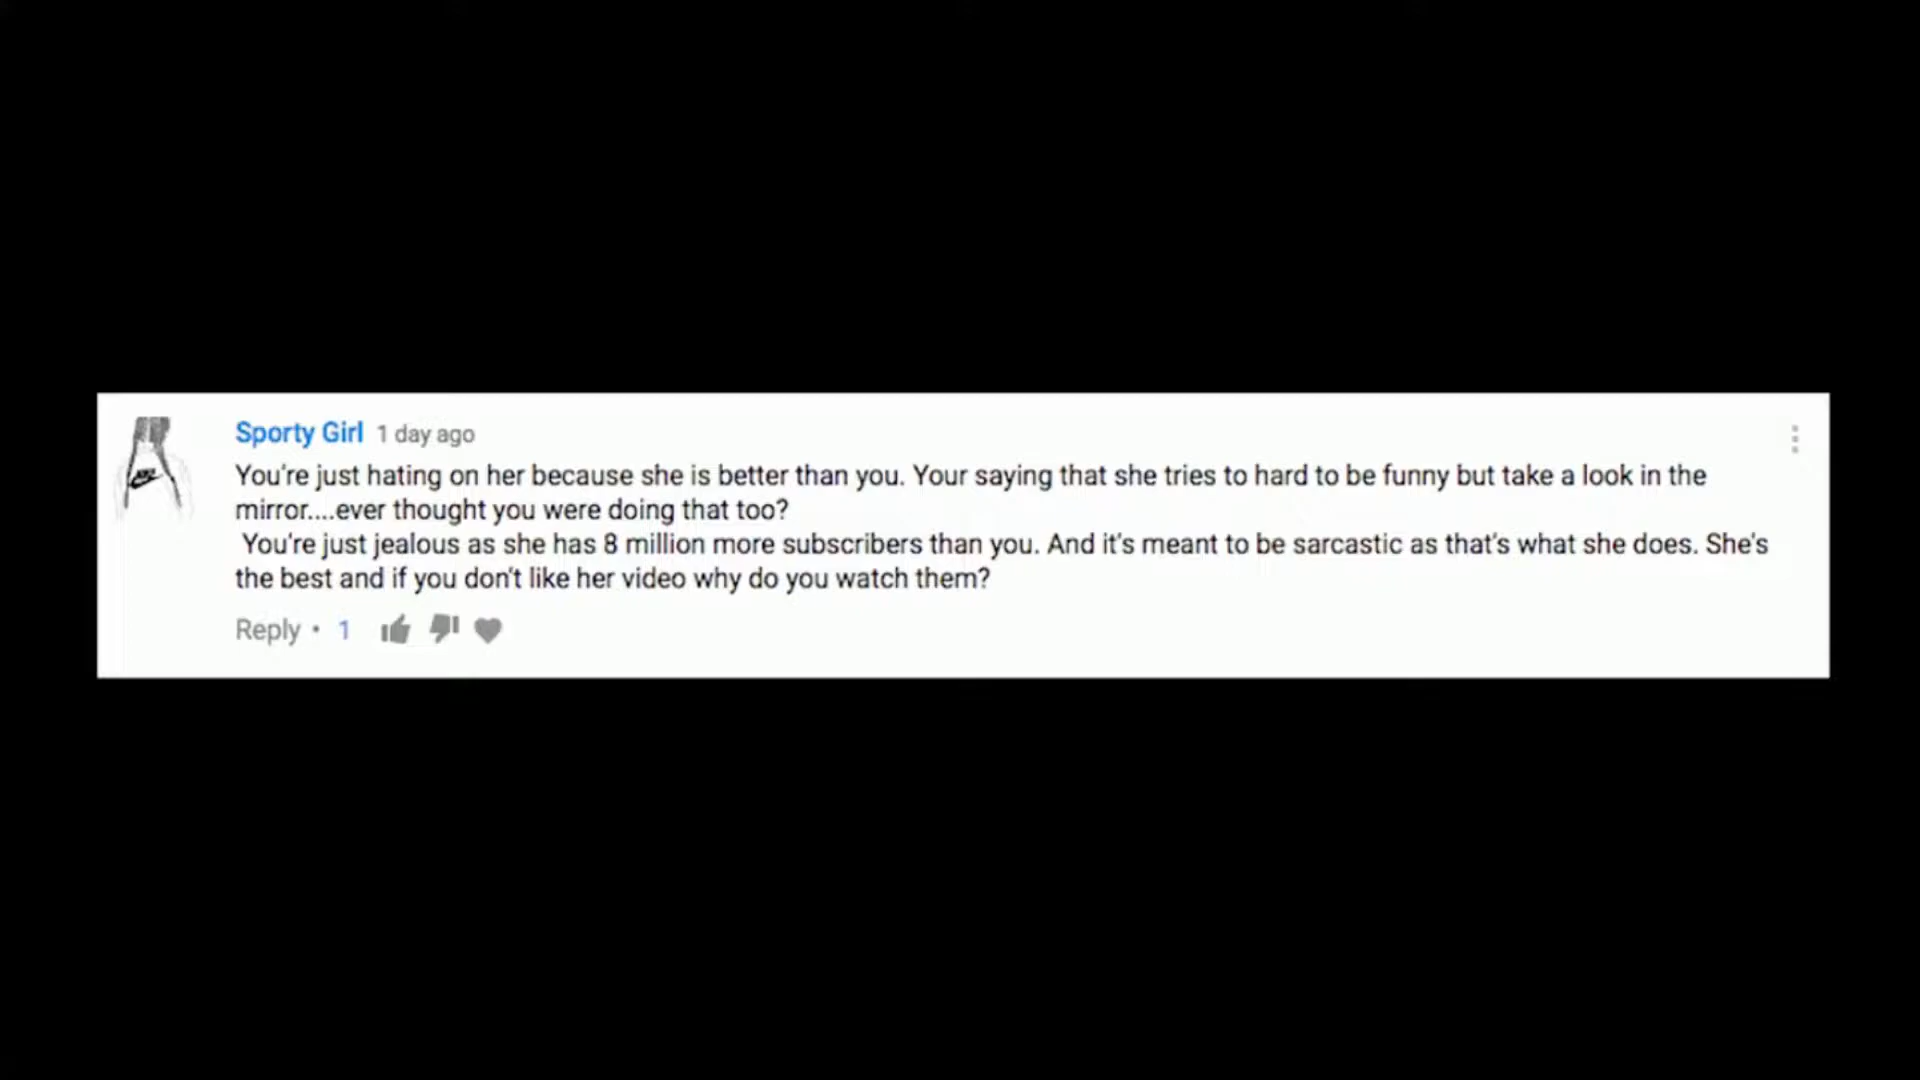 Sporty Girl 1 day ago
You're just hating on her because she is better than you. Your saying that she tries to hard to be funny but take a look in the
mirror....ever thought you were doing that too?
You're just jealous as she has 8 million more subscribers than you. And it's meant to be sarcastic as that's what she does. She's
the best and if you don't like her video why do you watch them?
Reply • 1